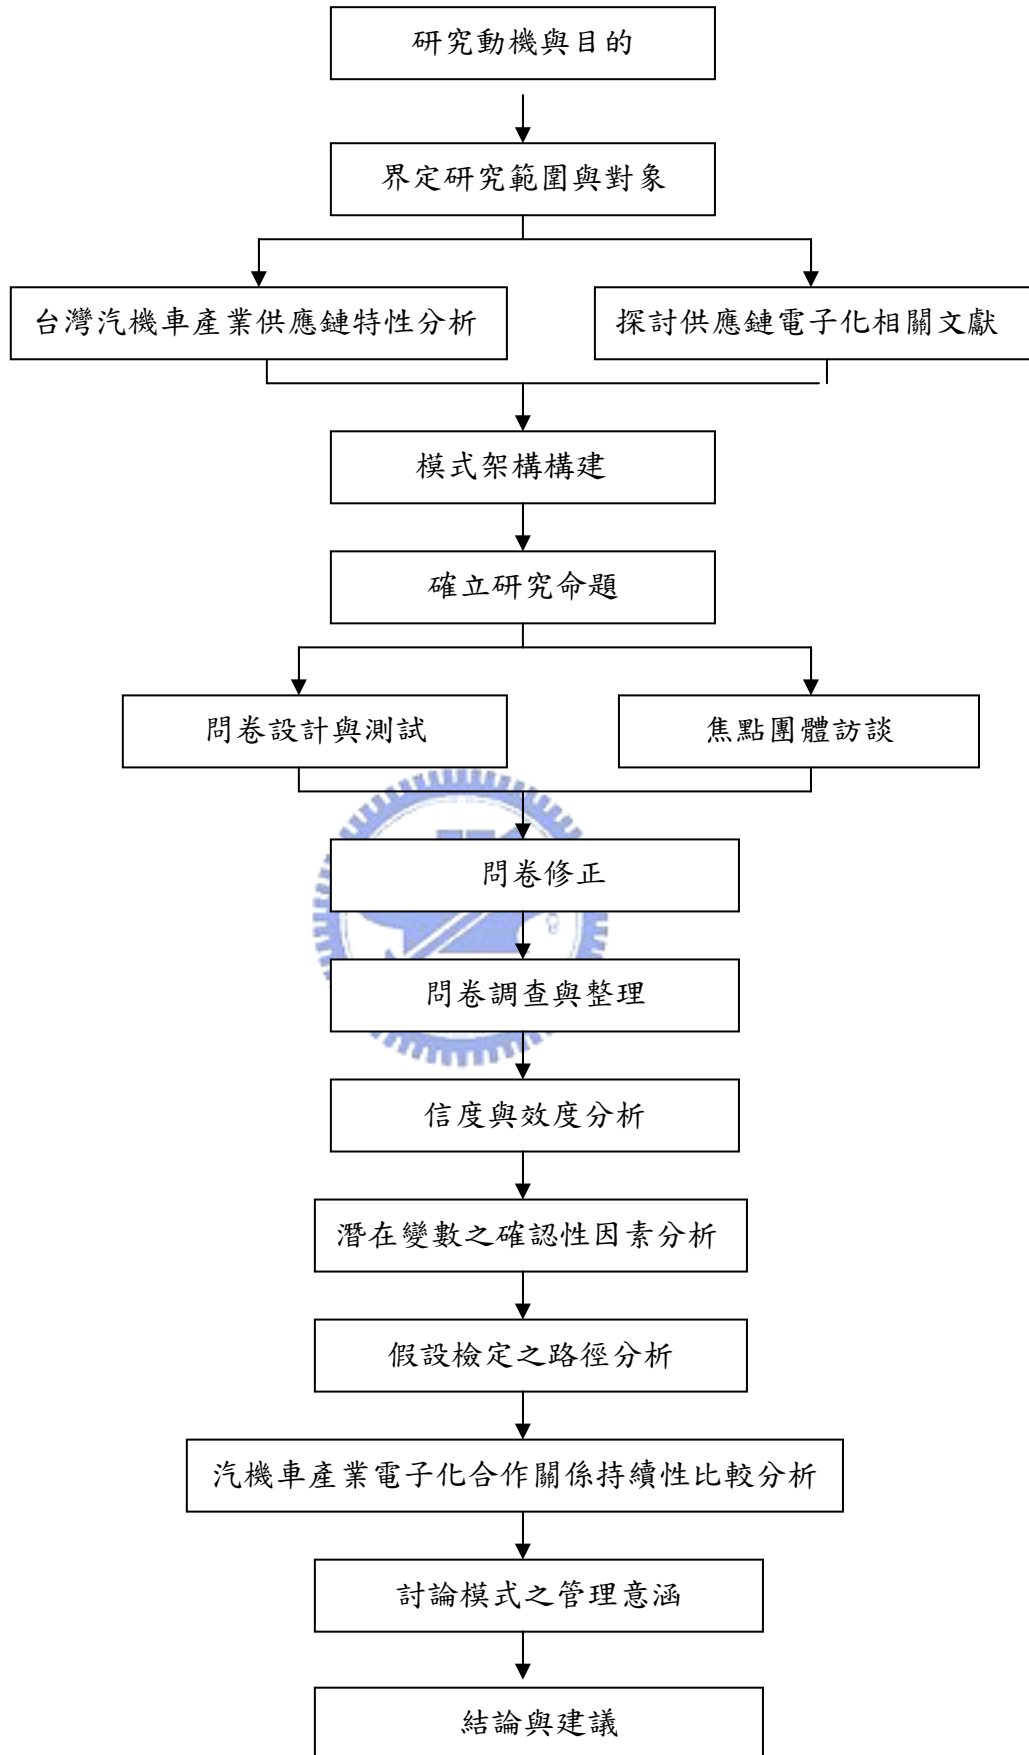 研究動機與目的
界定研究範圍與對象
台灣汽機車產業供應鏈特性分析
探討供應鏈電子化相關文獻
模式架構構建
確立研究命題
問卷設計與測試
焦點團體訪談
問卷修正
問卷調查與整理
信度與效度分析
潛在變數之確認性因素分析
假設檢定之路徑分析
汽機車產業電子化合作關係持續性比較分析
討論模式之管理意涵
結論與建議